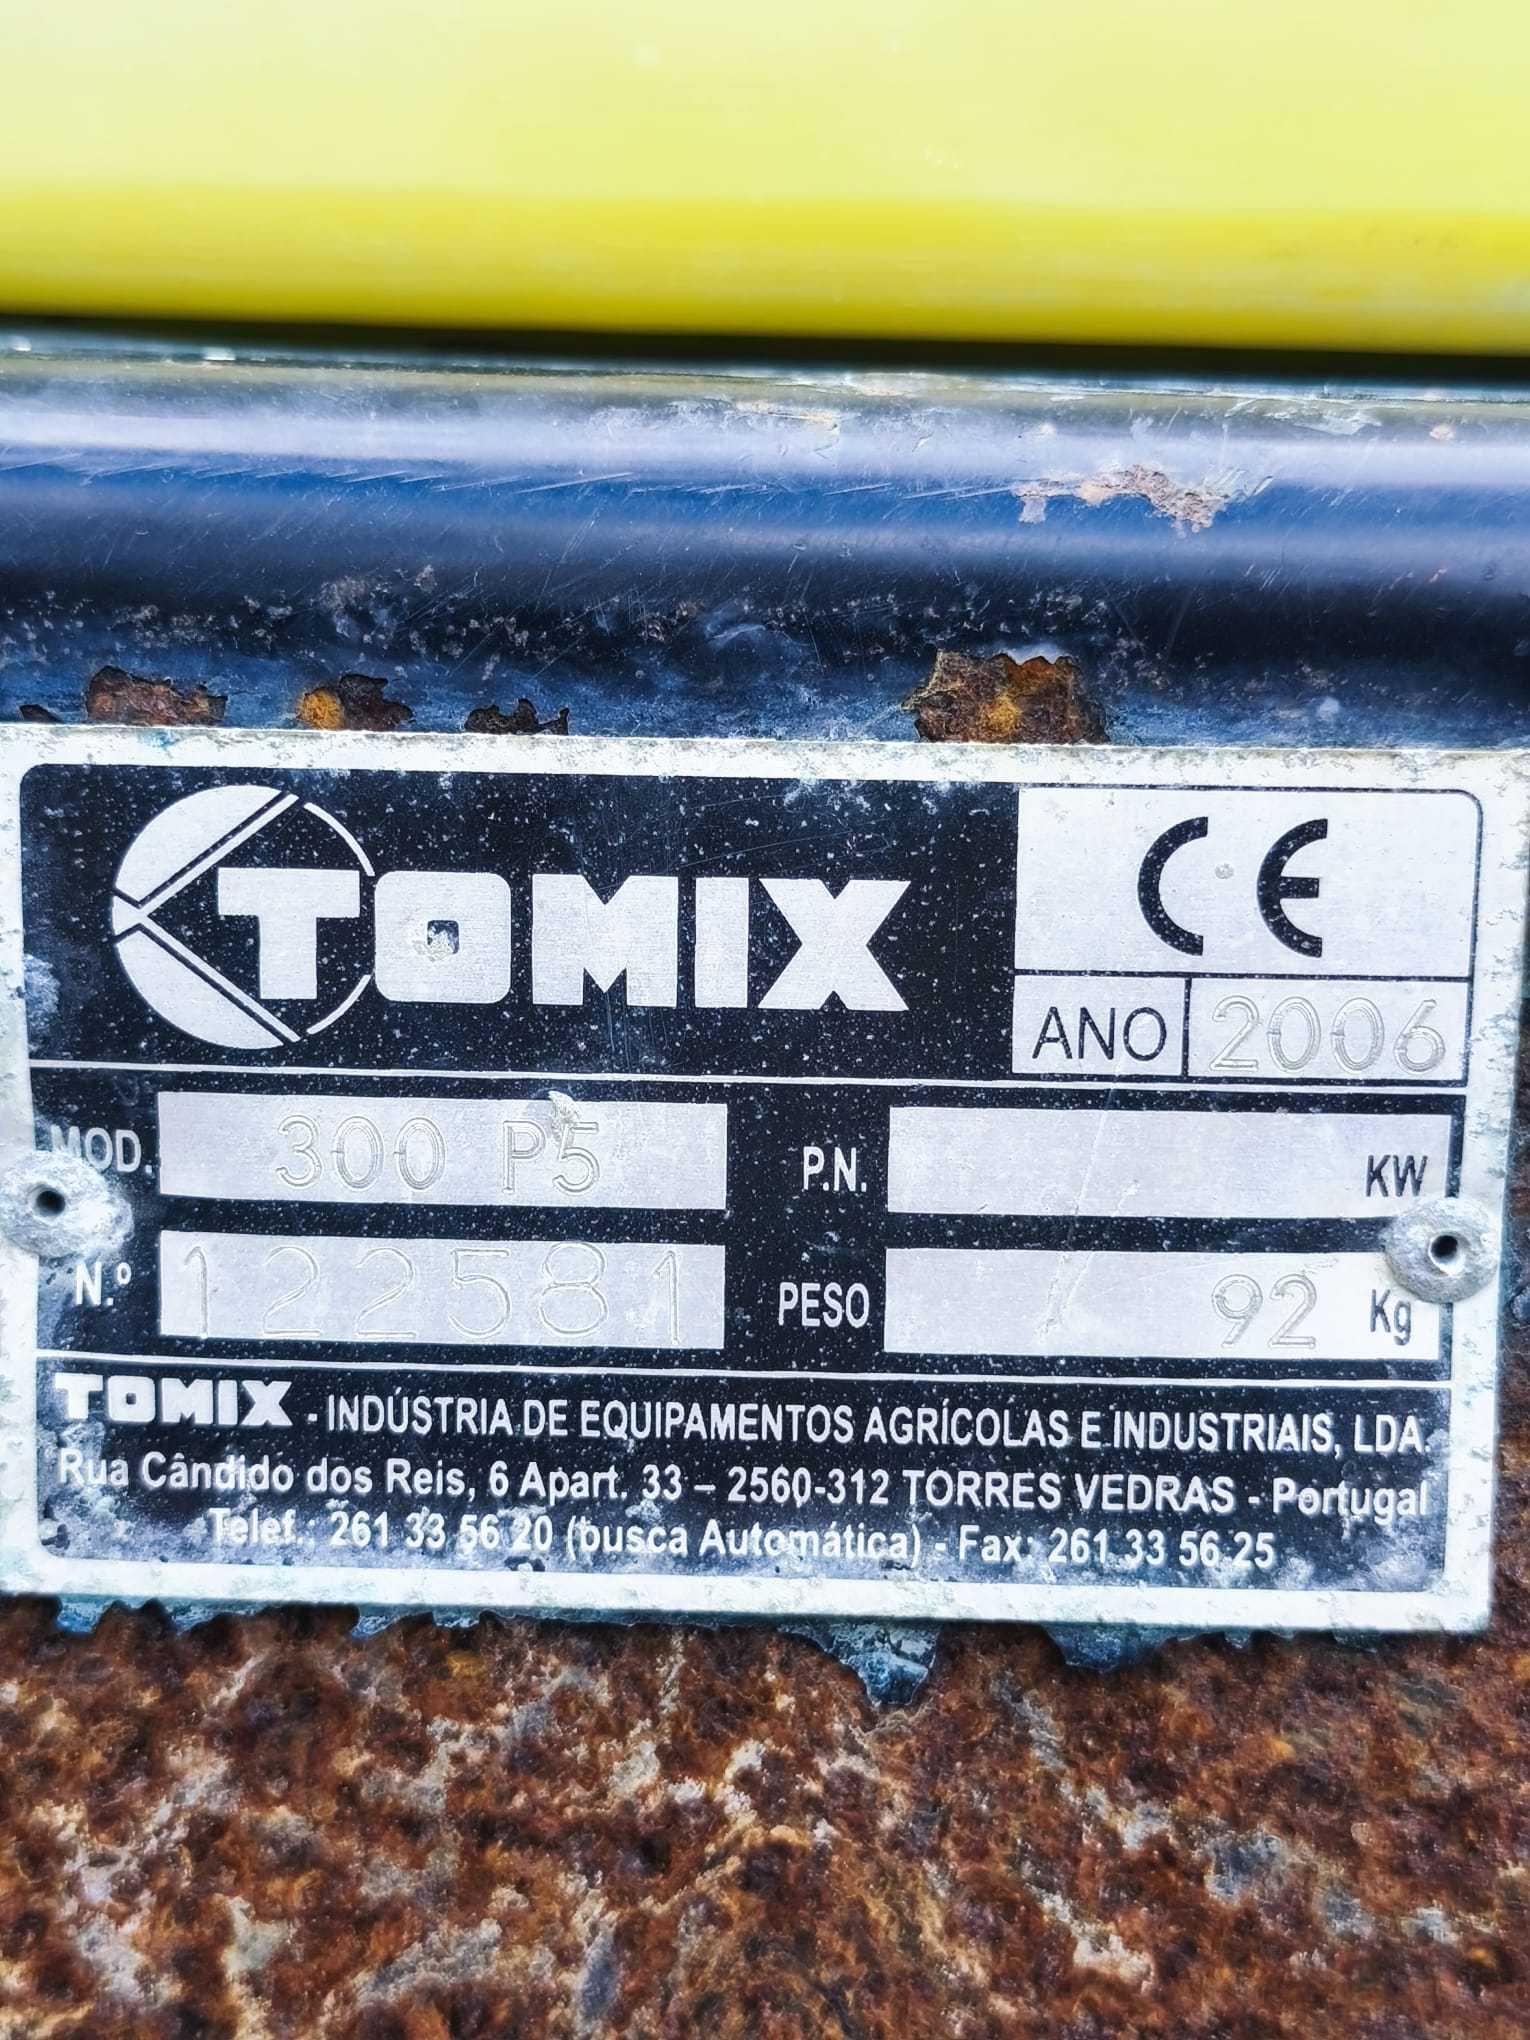 TOMIX
CE
ANO 2006
MOD. 300 P5
P.N. KW
N.º 122581
PESO 92 Kg
TOMIX - INDÚSTRIA DE EQUIPAMENTOS AGRÍCOLAS E INDUSTRIAIS, LDA.
Rua Cândido dos Reis, 6 Apart. 33 – 2560-312 TORRES VEDRAS - Portugal
Telef.: 261 33 56 20 (busca Automática) - Fax: 261 33 56 25